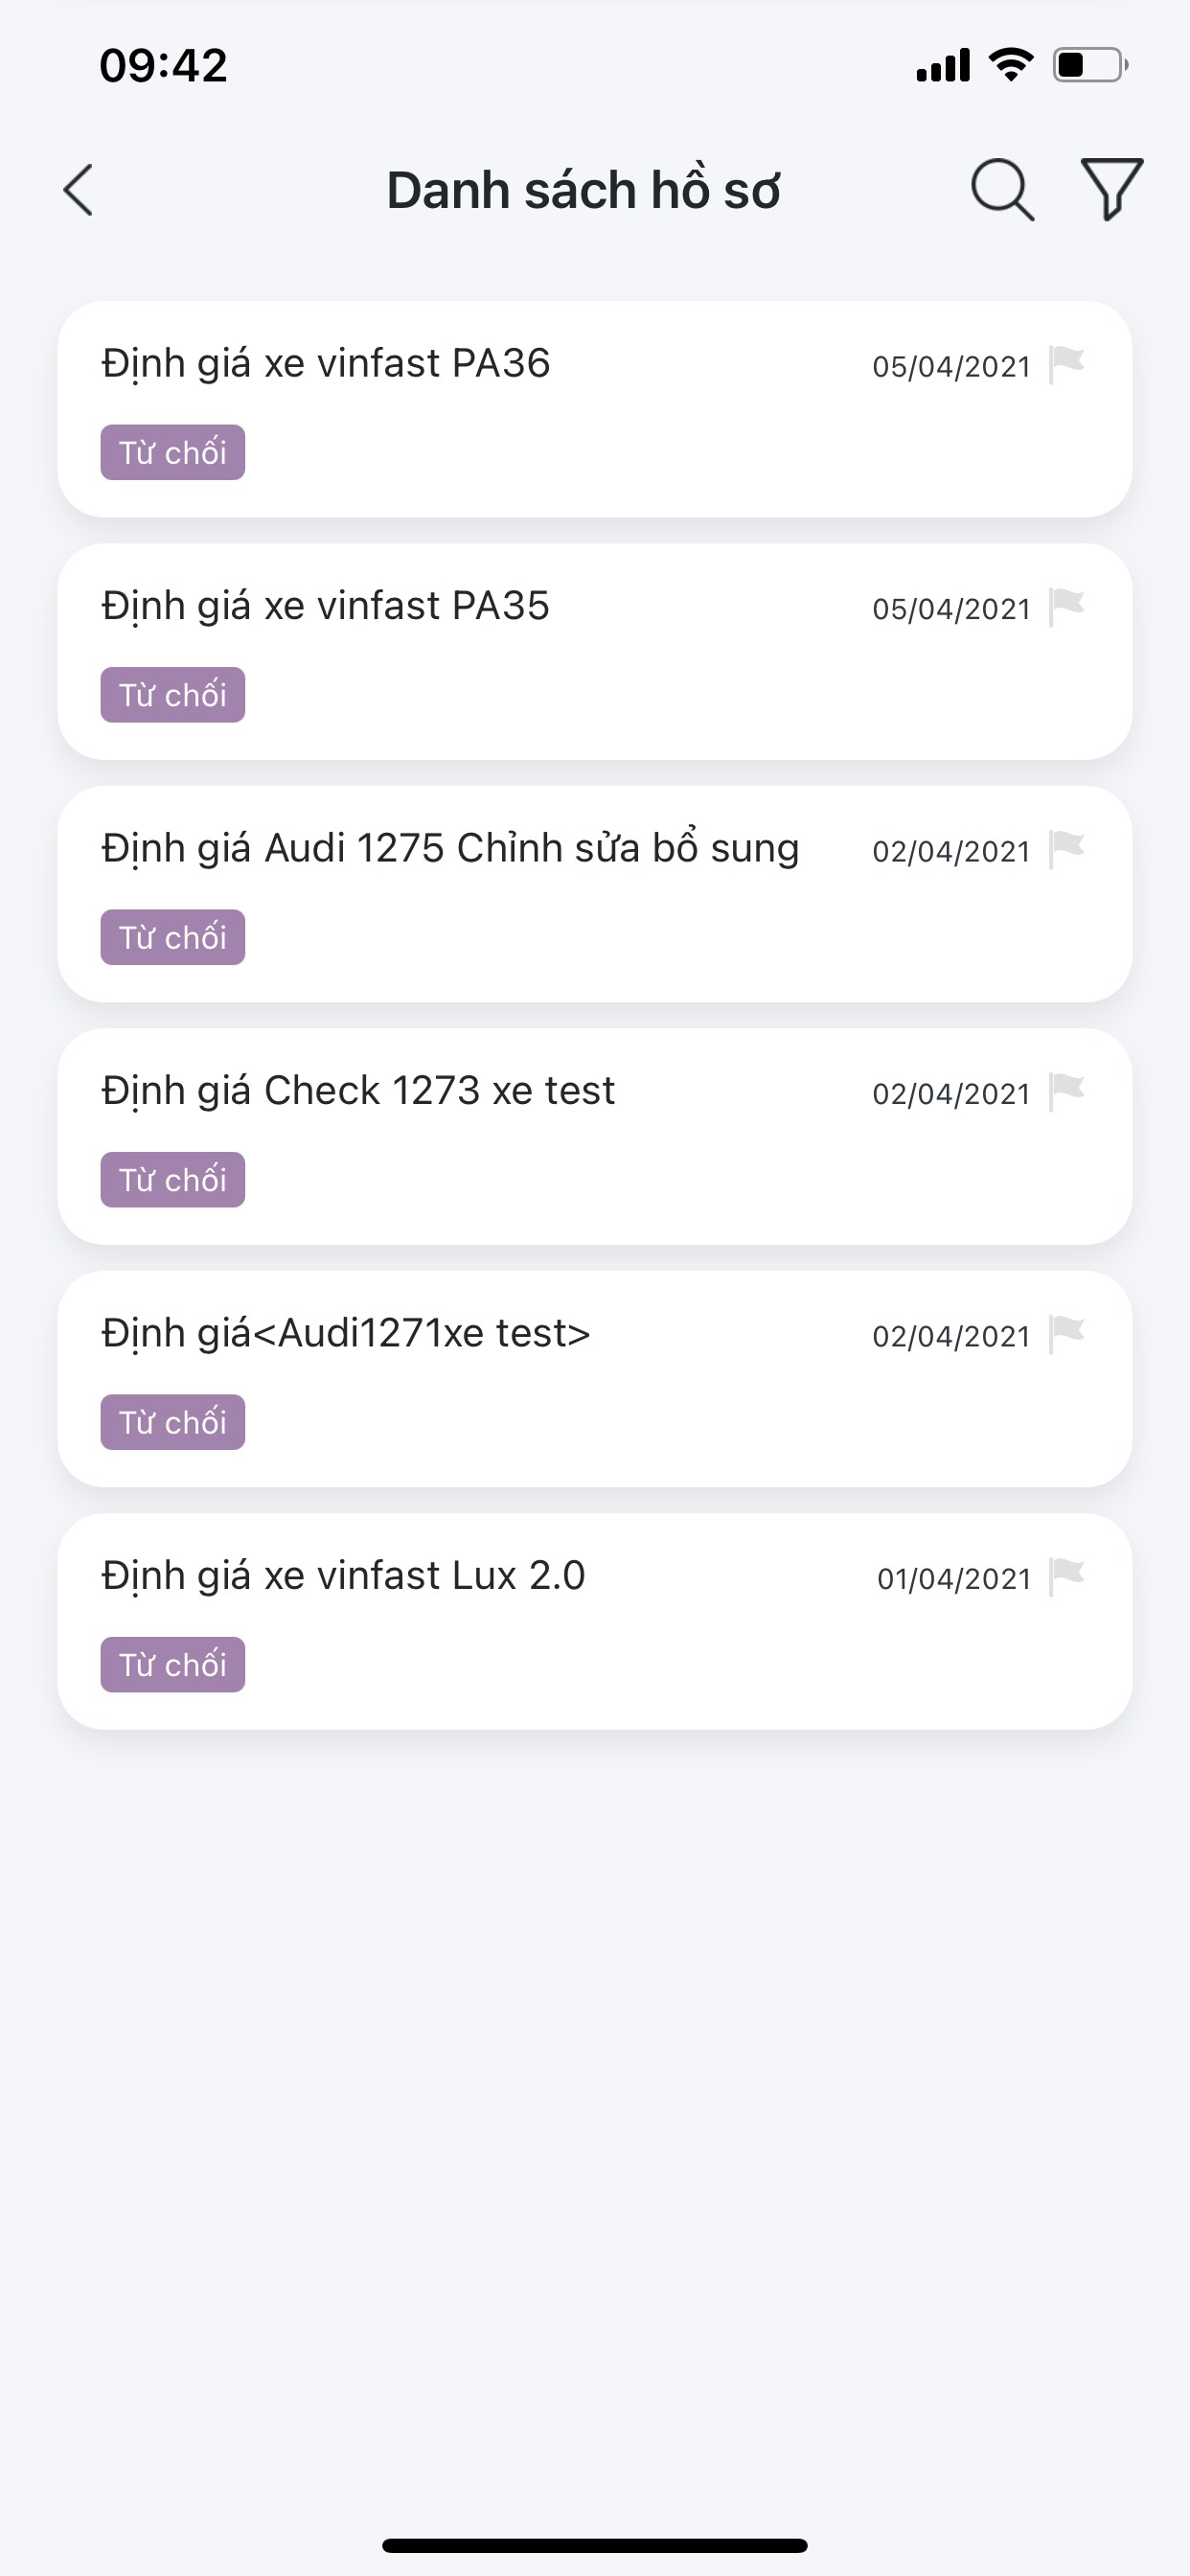 09:42
Danh sách hồ sơ
Định giá xe vinfast PA36 05/04/2021
Từ chối
Định giá xe vinfast PA35 05/04/2021
Từ chối
Định giá Audi 1275 Chỉnh sửa bổ sung 02/04/2021
Từ chối
Định giá Check 1273 xe test 02/04/2021
Từ chối
Định giá<Audi1271xe test> 02/04/2021
Từ chối
Định giá xe vinfast Lux 2.0 01/04/2021
Từ chối